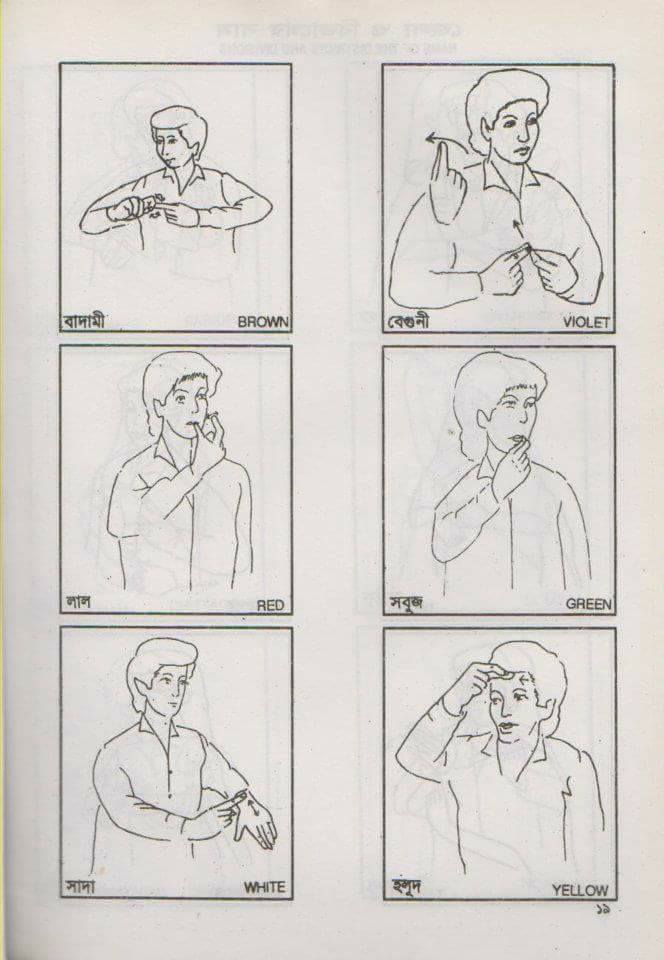 বাদামী BROWN
বেগুনী VIOLET
লাল RED
সবুজ GREEN
সাদা WHITE
হলুদ YELLOW
১৯